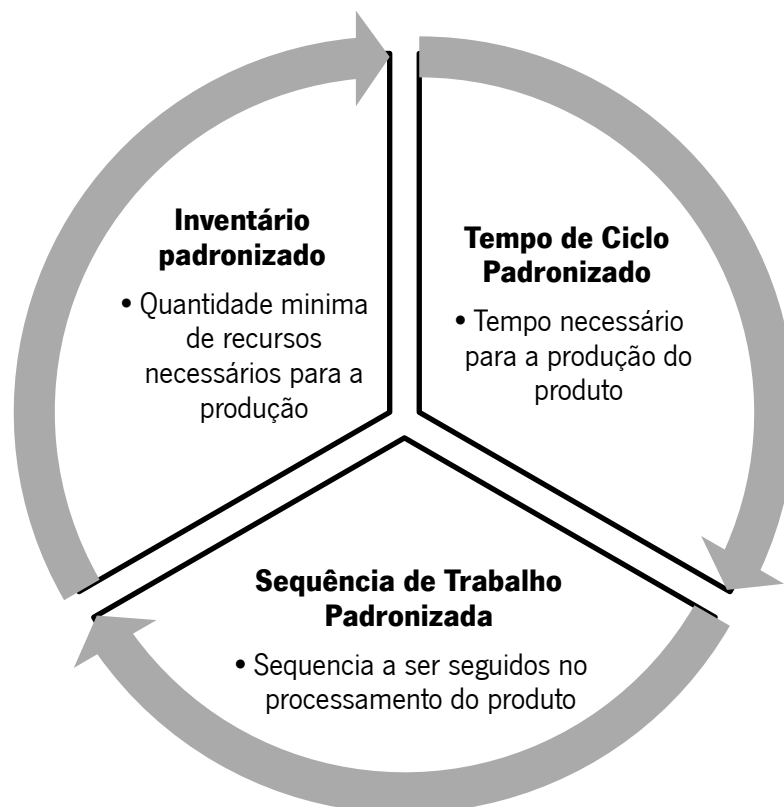 Inventário
padronizado
• Quantidade minima
de recursos
necessários para a
produção
Tempo de Ciclo
Padronizado
• Tempo necessário
para a produção do
produto
Sequência de Trabalho
Padronizada
• Sequencia a ser seguidos no
processamento do produto